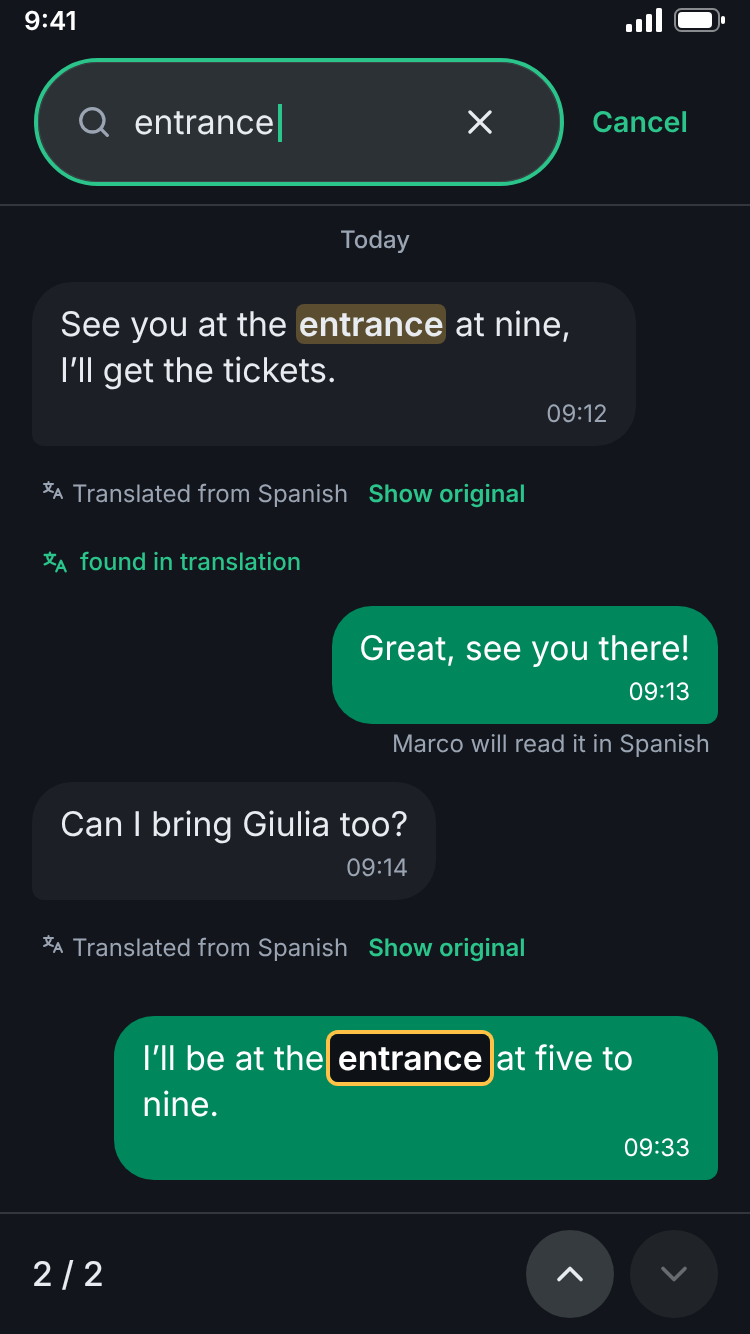 9:41
entrance
Cancel
Today
See you at the entrance at nine,
I’ll get the tickets.
09:12
Translated from Spanish Show original
found in translation
Great, see you there!
09:13
Marco will read it in Spanish
Can I bring Giulia too?
09:14
Translated from Spanish Show original
I’ll be at the entrance at five to
nine.
09:33
2 / 2